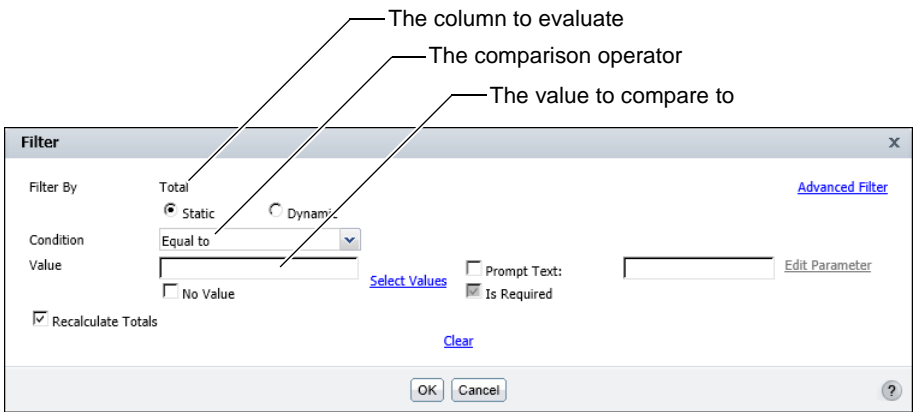 The column to evaluate
The comparison operator
The value to compare to
Filter x
Filter By Total Advanced Filter
Static Dynamic
Condition Equal to
Value Select Values Prompt Text: Edit Parameter
No Value Is Required
Recalculate Totals
Clear
OK Cancel ?